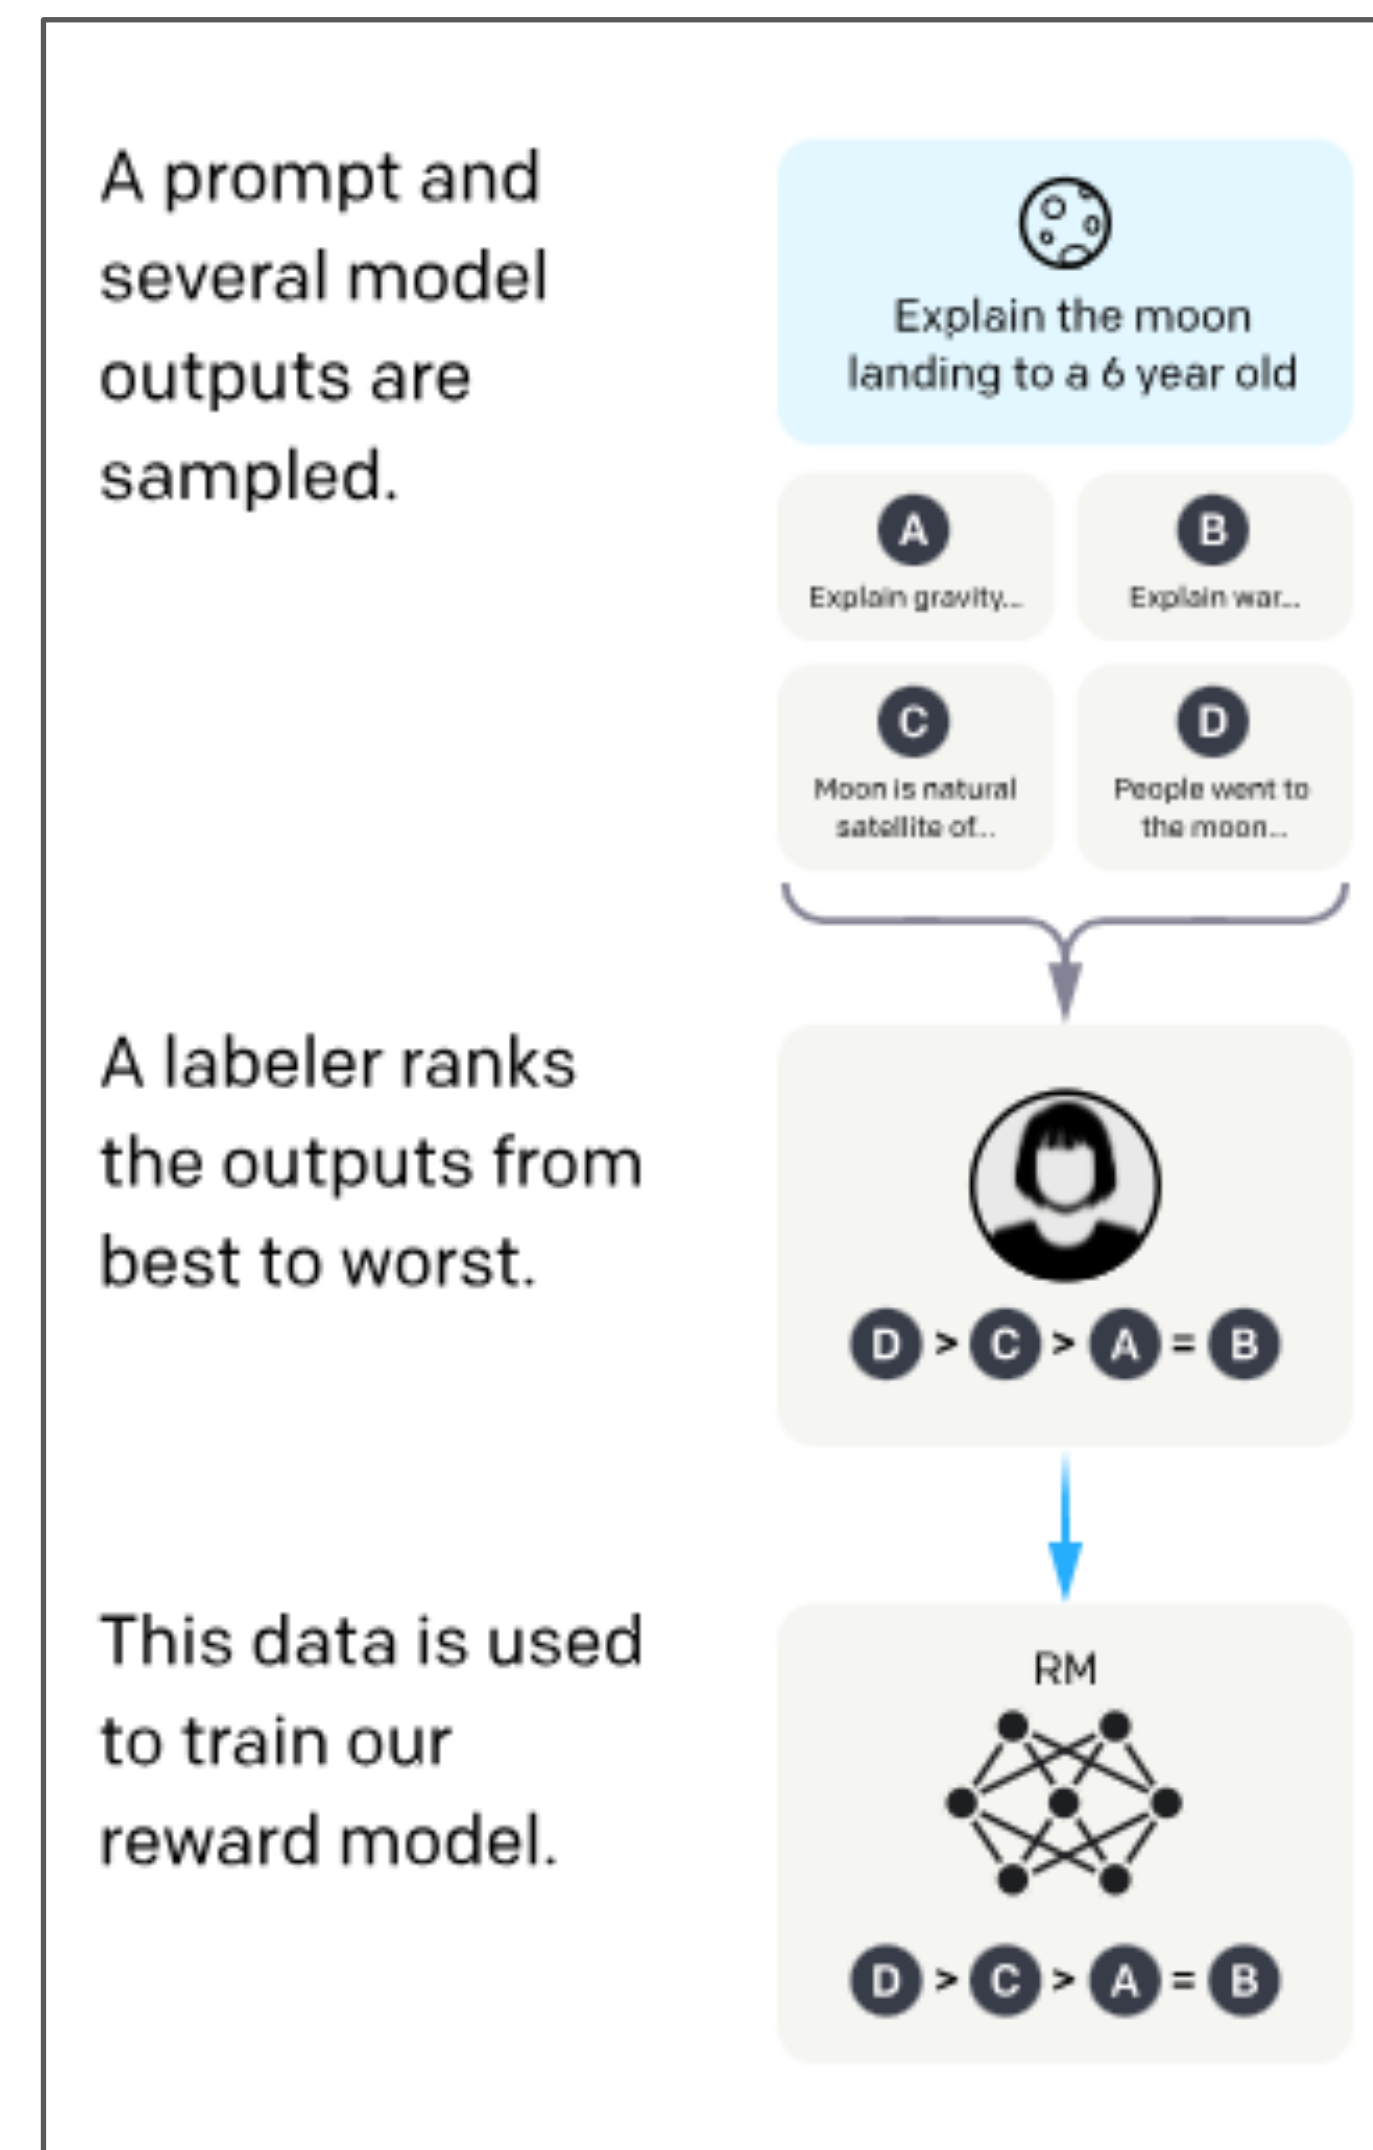 A prompt and
several model
outputs are
sampled.
Explain the moon
landing to a 6 year old
A
Explain gravity...
B
Explain war...
C
Moon is natural
satellite of...
D
People went to
the moon...
A labeler ranks
the outputs from
best to worst.
D > C > A = B
This data is used
to train our
reward model.
RM
D > C > A = B